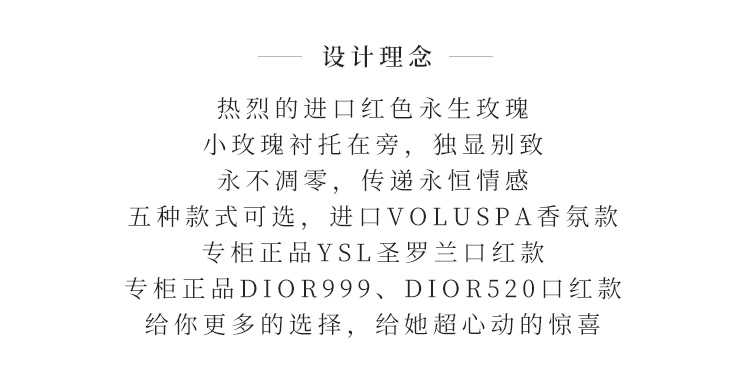 设计理念
热烈的进口红色永生玫瑰
小玫瑰衬托在旁，独显别致
永不凋零，传递永恒情感
五种款式可选，进口VOLUSPA香氛款
专柜正品YSL圣罗兰口红款
专柜正品DIOR999、DIOR520口红款
给你更多的选择，给她超心动的惊喜